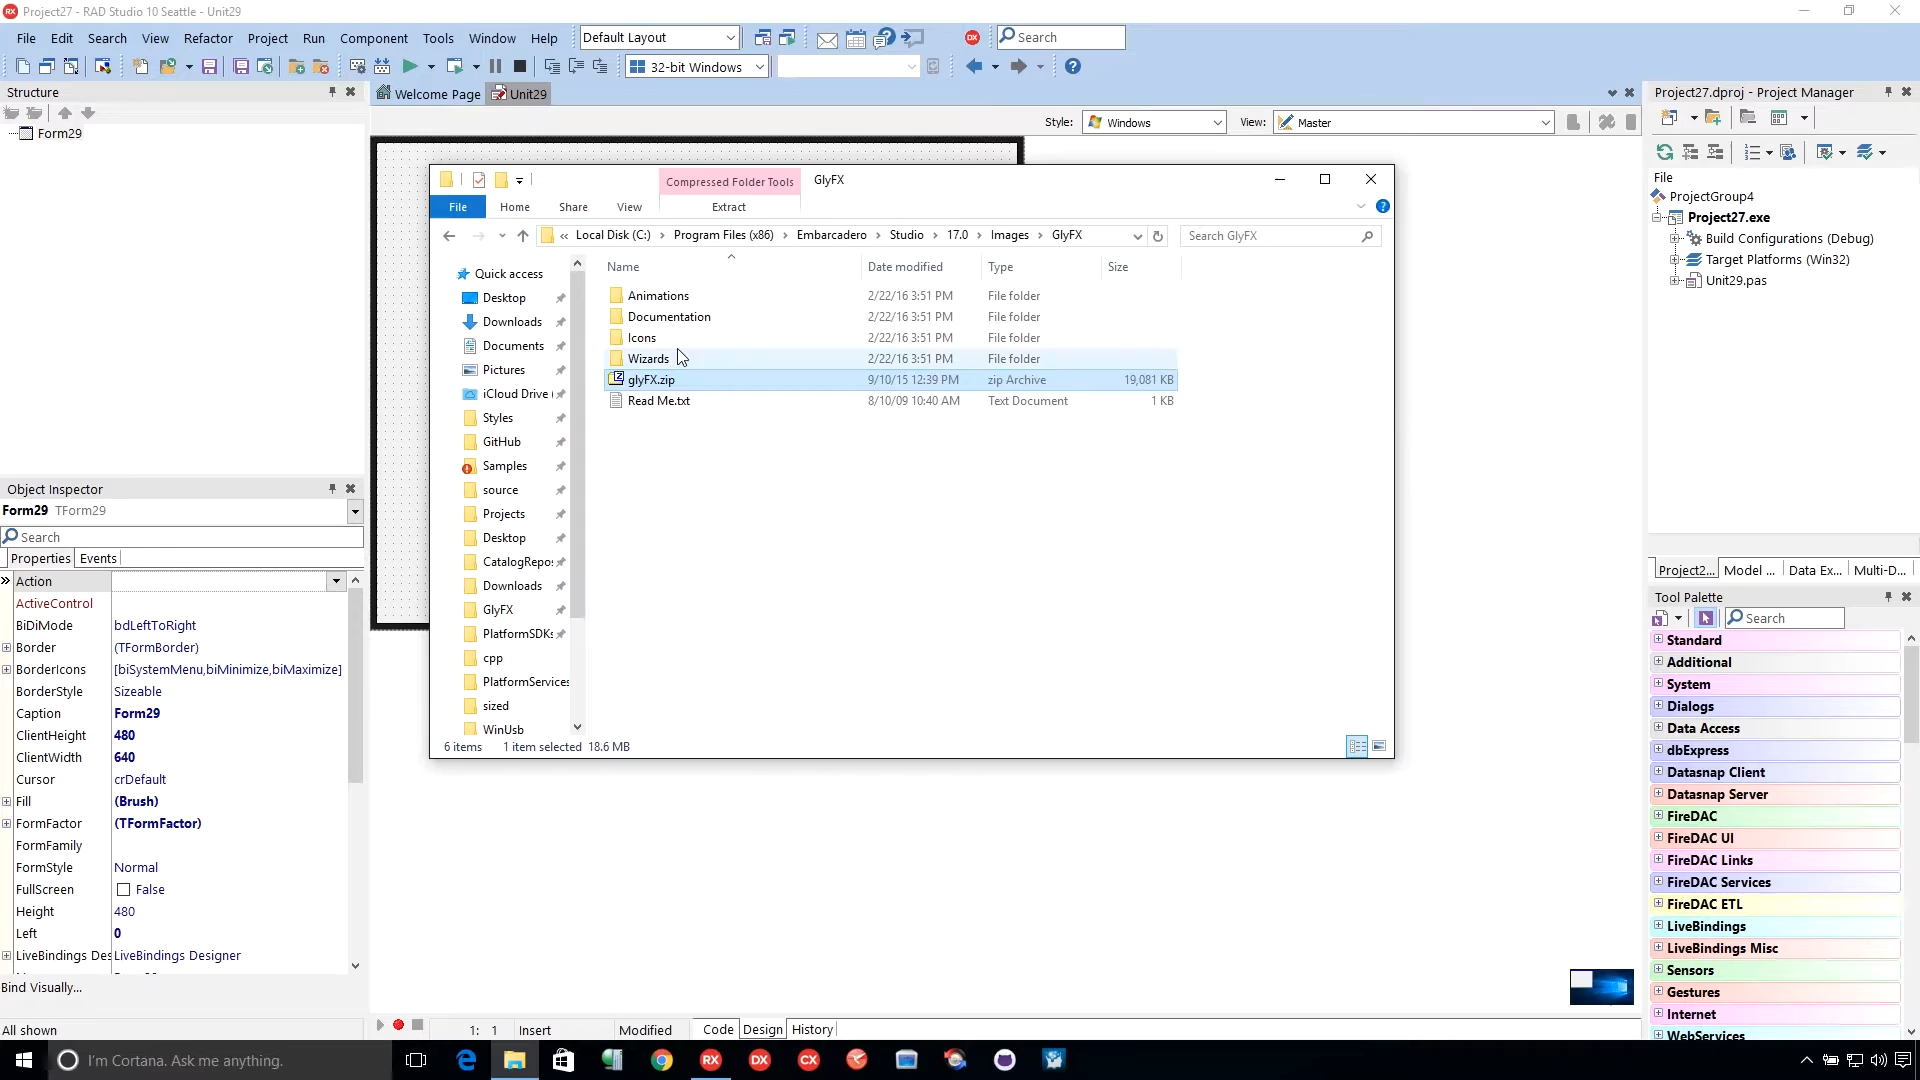 Project27 - RAD Studio 10 Seattle - Unit29
File Edit Search View Refactor Project Run Component Tools Window Help Default Layout Search
32-bit Windows
Structure
Form29
Welcome Page Unit29
Style: Windows View: Master
Compressed Folder Tools GlyFX
File Home Share View Extract
« Local Disk (C:) Program Files (x86) Embarcadero Studio 17.0 Images GlyFX Search GlyFX
Name Date modified Type Size
Animations 2/22/16 3:51 PM File folder
Documentation 2/22/16 3:51 PM File folder
Icons 2/22/16 3:51 PM File folder
Wizards 2/22/16 3:51 PM File folder
glyFX.zip 9/10/15 12:39 PM zip Archive 19,081 KB
Read Me.txt 8/10/09 10:40 AM Text Document 1 KB
Quick access
Desktop
Downloads
Documents
Pictures
iCloud Drive (
Styles
GitHub
Samples
source
Projects
Desktop
CatalogRepos
Downloads
GlyFX
PlatformSDKs
cpp
PlatformServices
sized
WinUsb
6 items 1 item selected 18.6 MB
Object Inspector
Form29 TForm29
Search
Properties Events
Action
ActiveControl
BiDiMode bdLeftToRight
Border (TFormBorder)
BorderIcons [biSystemMenu,biMinimize,biMaximize]
BorderStyle Sizeable
Caption Form29
ClientHeight 480
ClientWidth 640
Cursor crDefault
Fill (Brush)
FormFactor (TFormFactor)
FormFamily
FormStyle Normal
FullScreen False
Height 480
Left 0
LiveBindings Des LiveBindings Designer
Bind Visually...
All shown
1: 1 Insert Modified Code Design History
Project27.dproj - Project Manager
File
ProjectGroup4
Project27.exe
Build Configurations (Debug)
Target Platforms (Win32)
Unit29.pas
Project2... Model ... Data Ex... Multi-D...
Tool Palette
Search
Standard
Additional
System
Dialogs
Data Access
dbExpress
Datasnap Client
Datasnap Server
FireDAC
FireDAC UI
FireDAC Links
FireDAC Services
FireDAC ETL
LiveBindings
LiveBindings Misc
Sensors
Gestures
Internet
WebServices
I'm Cortana. Ask me anything.
RX DX CX